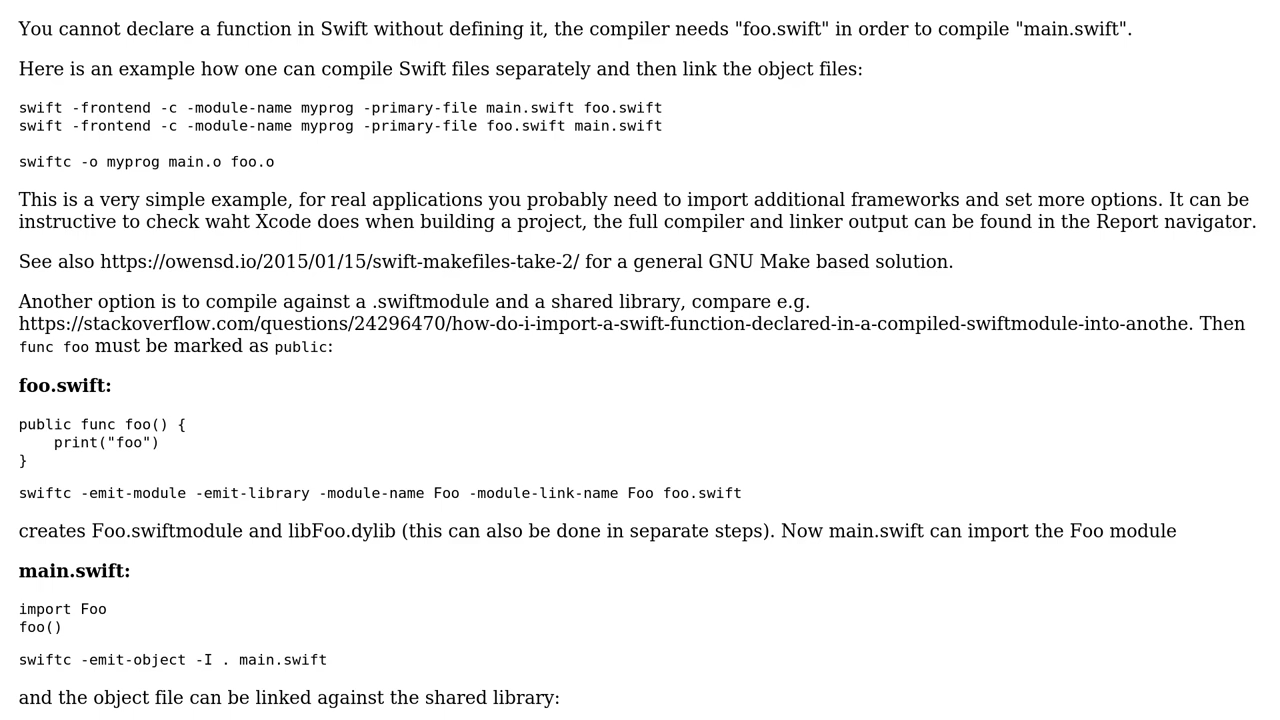 You cannot declare a function in Swift without defining it, the compiler needs "foo.swift" in order to compile "main.swift".
Here is an example how one can compile Swift files separately and then link the object files:
swift -frontend -c -module-name myprog -primary-file main.swift foo.swift
swift -frontend -c -module-name myprog -primary-file foo.swift main.swift
swiftc -o myprog main.o foo.o
This is a very simple example, for real applications you probably need to import additional frameworks and set more options. It can be
instructive to check waht Xcode does when building a project, the full compiler and linker output can be found in the Report navigator.
See also https://owensd.io/2015/01/15/swift-makefiles-take-2/ for a general GNU Make based solution.
Another option is to compile against a .swiftmodule and a shared library, compare e.g.
https://stackoverflow.com/questions/24296470/how-do-i-import-a-swift-function-declared-in-a-compiled-swiftmodule-into-anothe. Then
func foo must be marked as public:
foo.swift:
public func foo() {
    print("foo")
}
swiftc -emit-module -emit-library -module-name Foo -module-link-name Foo foo.swift
creates Foo.swiftmodule and libFoo.dylib (this can also be done in separate steps). Now main.swift can import the Foo module
main.swift:
import Foo
foo()
swiftc -emit-object -I . main.swift
and the object file can be linked against the shared library: